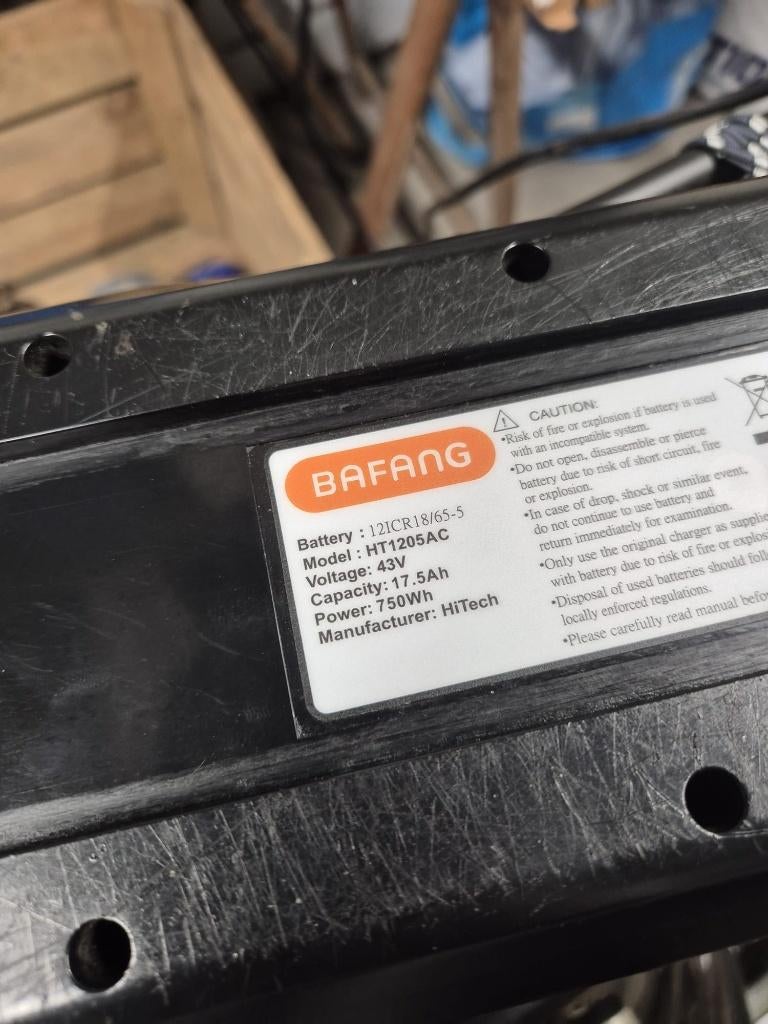 BAFANG
Battery : 12ICR18/65-5
Model : HT1205AC
Voltage: 43V
Capacity: 17.5Ah
Power: 750Wh
Manufacturer: HiTech
CAUTION:
•Risk of fire or explosion if battery is used
with an incompatible system.
•Do not open, disassemble or pierce
battery due to risk of short circuit, fire
or explosion.
•In case of drop, shock or similar event,
do not continue to use battery and
return immediately for examination.
•Only use the original charger as
with battery due to risk of fire or
•Disposal of used batteries should
locally enforced regulations.
•Please carefully read manual